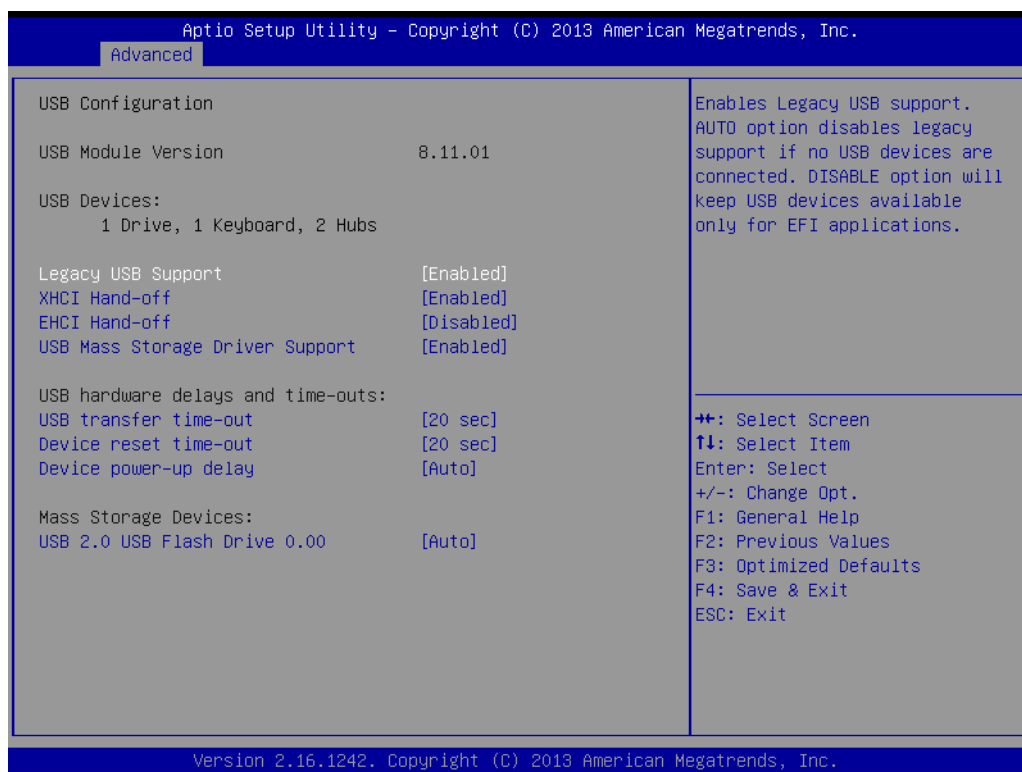 Aptio Setup Utility – Copyright (C) 2013 American Megatrends, Inc.
Advanced
USB Configuration
USB Module Version 8.11.01
USB Devices:
1 Drive, 1 Keyboard, 2 Hubs
Legacy USB Support [Enabled]
XHCI Hand-off [Enabled]
EHCI Hand-off [Disabled]
USB Mass Storage Driver Support [Enabled]
USB hardware delays and time-outs:
USB transfer time-out [20 sec]
Device reset time-out [20 sec]
Device power-up delay [Auto]
Mass Storage Devices:
USB 2.0 USB Flash Drive 0.00 [Auto]
Enables Legacy USB support.
AUTO option disables legacy
support if no USB devices are
connected. DISABLE option will
keep USB devices available
only for EFI applications.
→←: Select Screen
↑↓: Select Item
Enter: Select
+/-: Change Opt.
F1: General Help
F2: Previous Values
F3: Optimized Defaults
F4: Save & Exit
ESC: Exit
Version 2.16.1242. Copyright (C) 2013 American Megatrends, Inc.